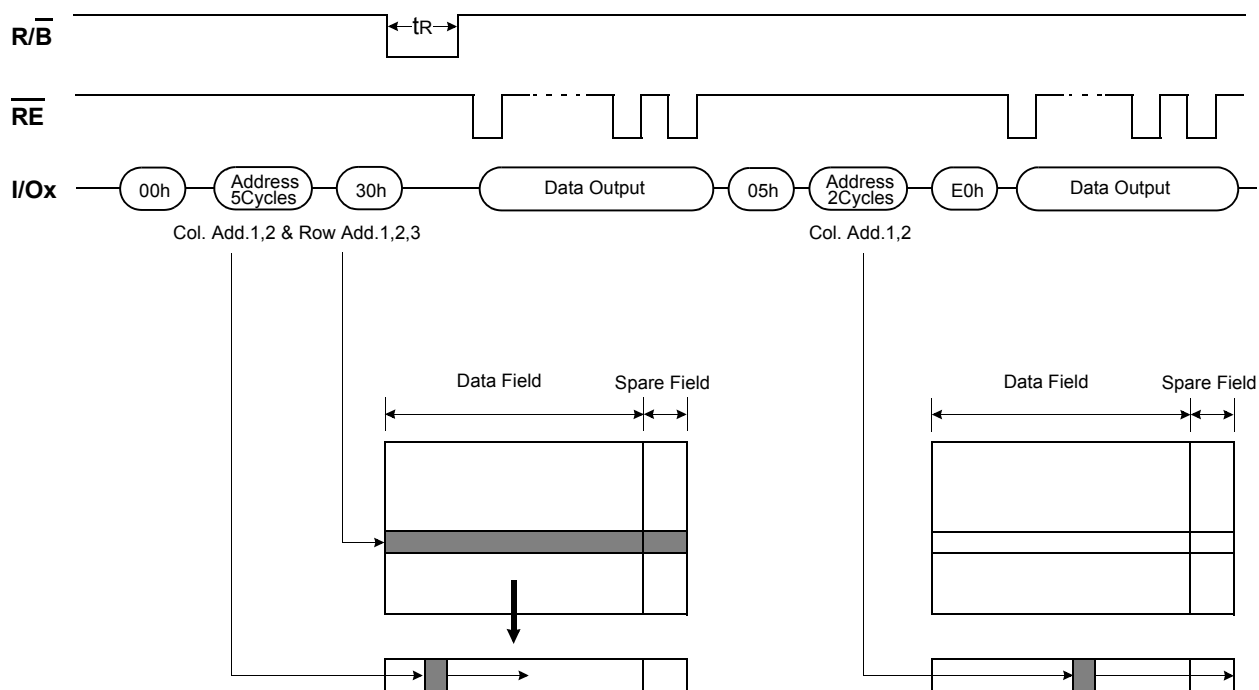 R/B tR
RE
I/Ox 00h Address 5Cycles 30h Data Output 05h Address 2Cycles E0h Data Output
Col. Add.1,2 & Row Add.1,2,3 Col. Add.1,2
Data Field Spare Field Data Field Spare Field